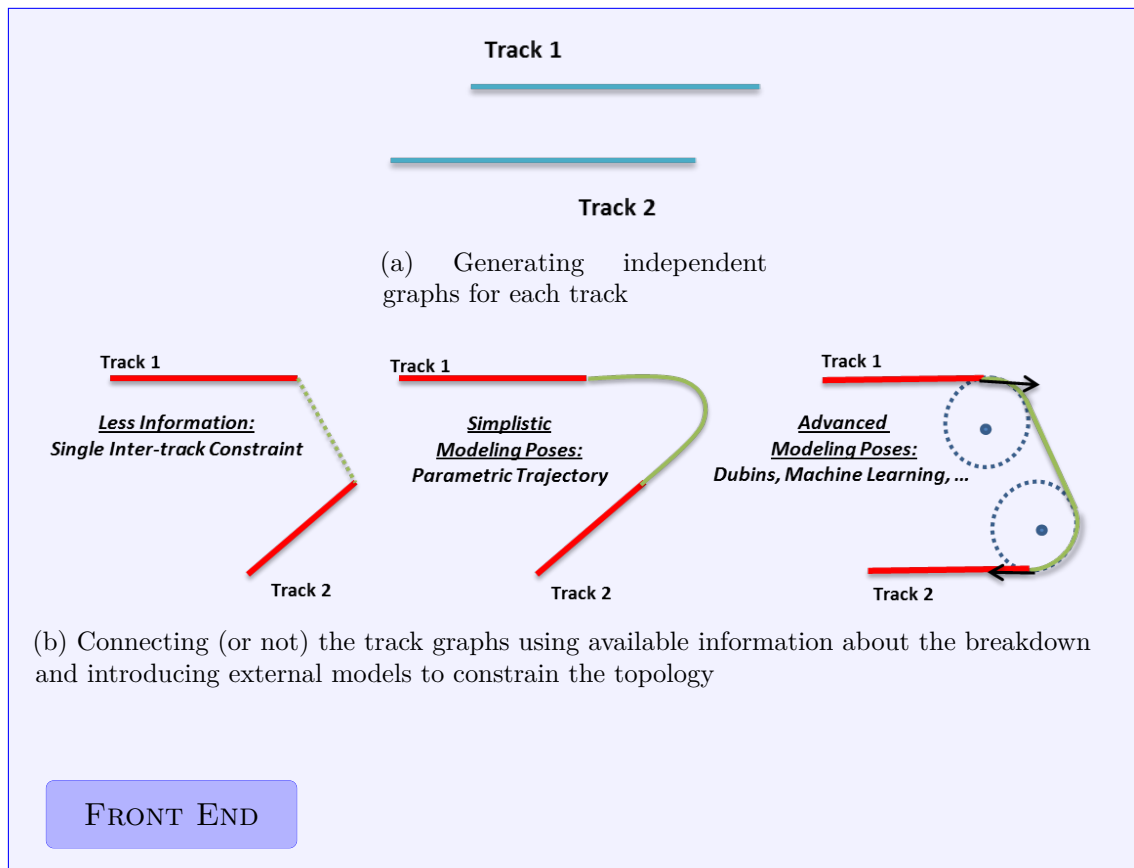 Track 1
Track 2
(a) Generating independent
graphs for each track
Track 1
Less Information:
Single Inter-track Constraint
Track 2
Track 1
Simplistic
Modeling Poses:
Parametric Trajectory
Track 2
Track 1
Advanced
Modeling Poses:
Dubins, Machine Learning, ...
Track 2
(b) Connecting (or not) the track graphs using available information about the breakdown
and introducing external models to constrain the topology
FRONT END